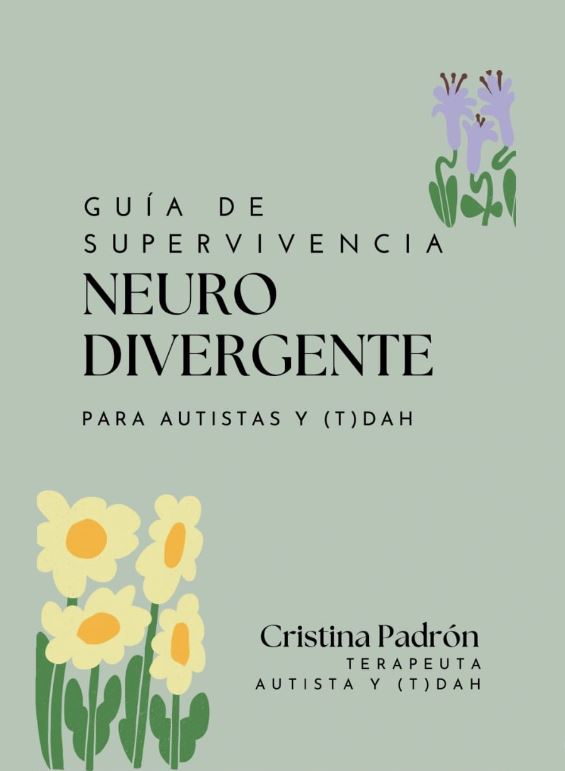 GUÍA DE
SUPERVIVENCIA
NEURO
DIVERGENTE
PARA AUTISTAS Y (T)DAH
Cristina Padrón
TERAPEUTA
AUTISTA Y (T)DAH